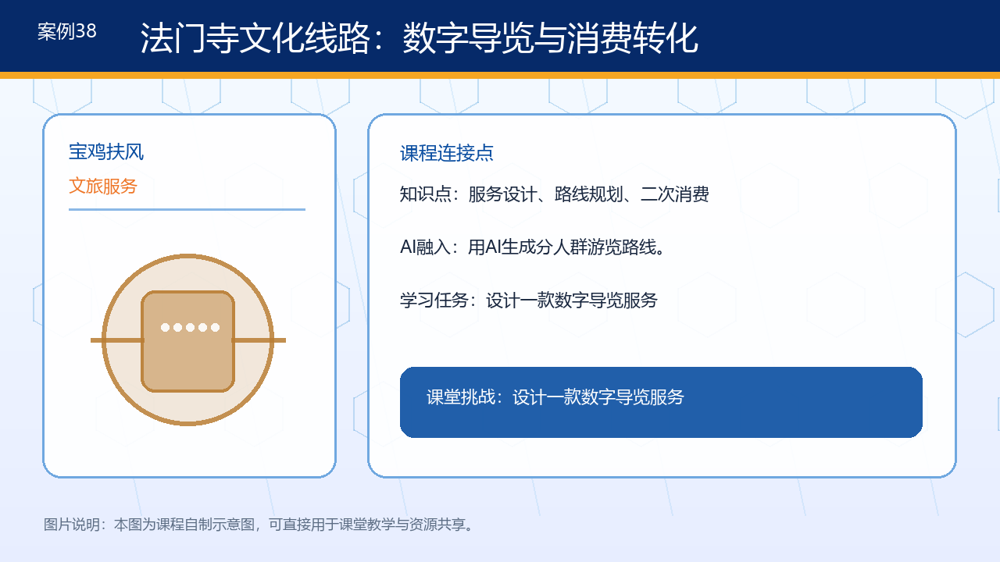 案例38
法门寺文化线路：数字导览与消费转化
宝鸡扶风
文旅服务
课程连接点
知识点：服务设计、路线规划、二次消费
AI融入：用AI生成分人群游览路线。
学习任务：设计一款数字导览服务
课堂挑战：设计一款数字导览服务
图片说明：本图为课程自制示意图，可直接用于课堂教学与资源共享。